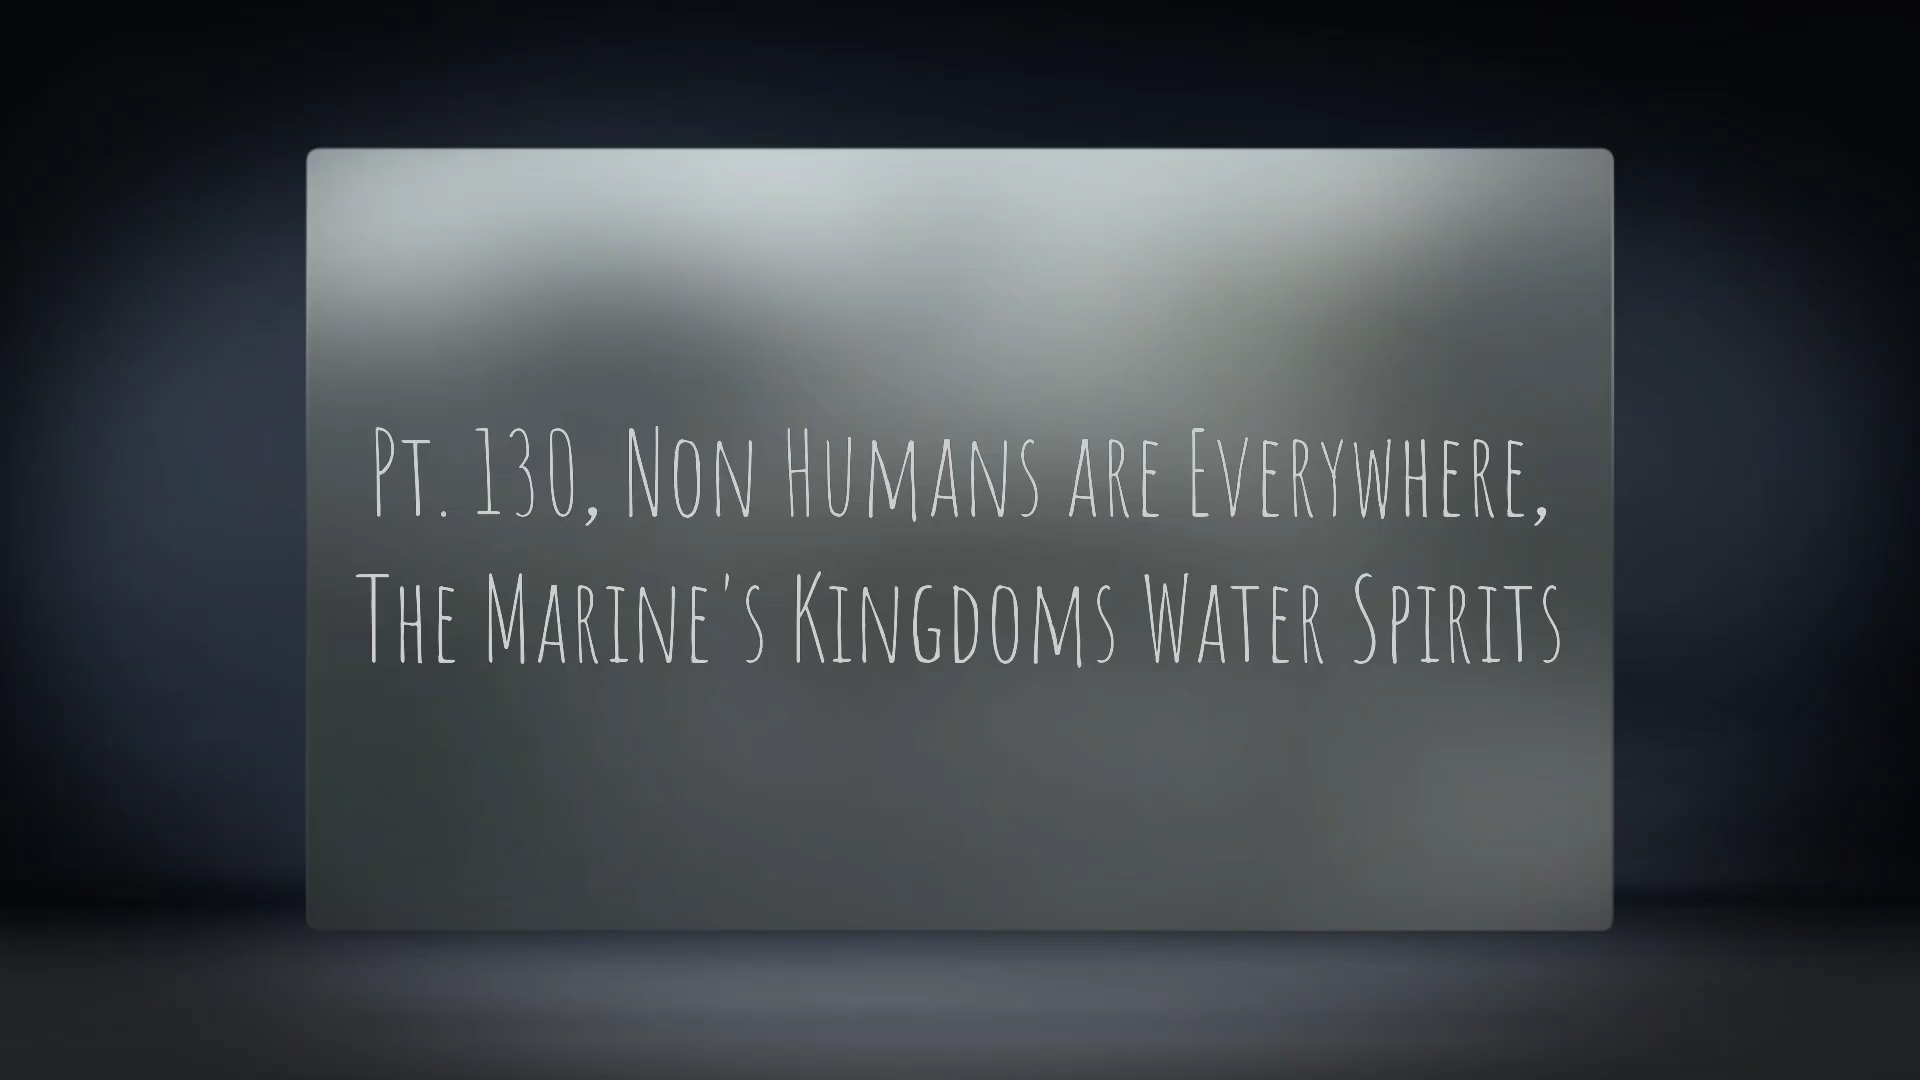 Pt. 130, Non Humans are Everywhere,
The Marine's Kingdoms Water Spirits